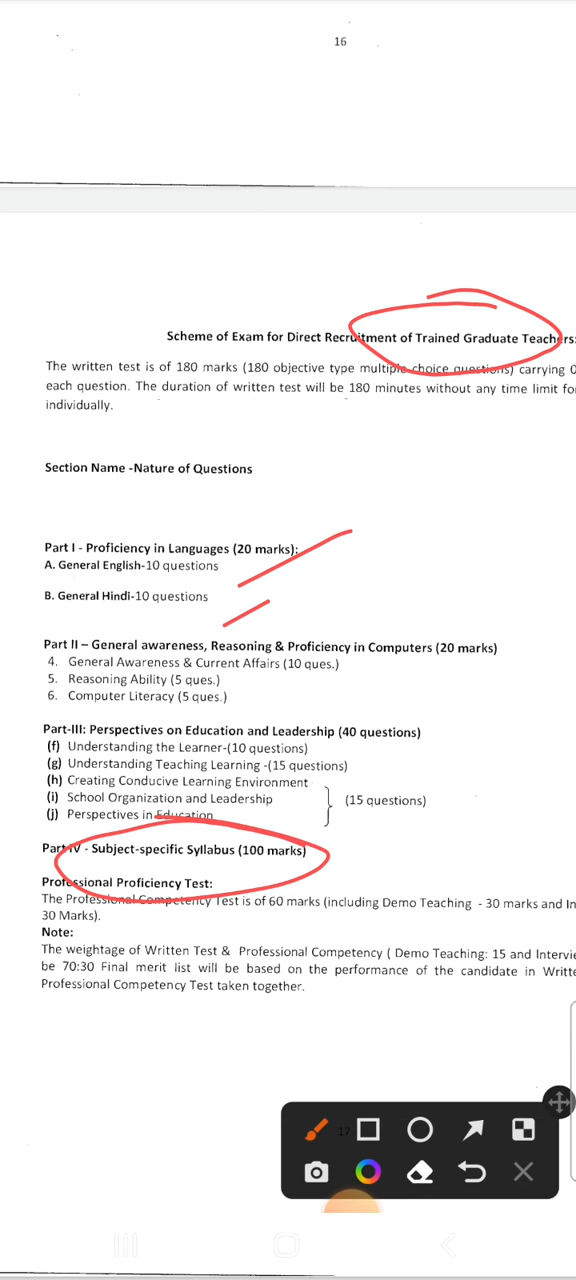 16
Scheme of Exam for Direct Recruitment of Trained Graduate Teachers:
The written test is of 180 marks (180 objective type multiple choice questions) carrying 0
each question. The duration of written test will be 180 minutes without any time limit for
individually.
Section Name -Nature of Questions
Part I - Proficiency in Languages (20 marks):
A. General English-10 questions
B. General Hindi-10 questions
Part II – General awareness, Reasoning & Proficiency in Computers (20 marks)
4. General Awareness & Current Affairs (10 ques.)
5. Reasoning Ability (5 ques.)
6. Computer Literacy (5 ques.)
Part-III: Perspectives on Education and Leadership (40 questions)
(f) Understanding the Learner-(10 questions)
(g) Understanding Teaching Learning -(15 questions)
(h) Creating Conducive Learning Environment
(i) School Organization and Leadership (15 questions)
(j) Perspectives in Education
Part IV - Subject-specific Syllabus (100 marks)
Professional Proficiency Test:
The Professional Competency Test is of 60 marks (including Demo Teaching - 30 marks and In
30 Marks).
Note:
The weightage of Written Test & Professional Competency ( Demo Teaching: 15 and Intervie
be 70:30 Final merit list will be based on the performance of the candidate in Writte
Professional Competency Test taken together.
17